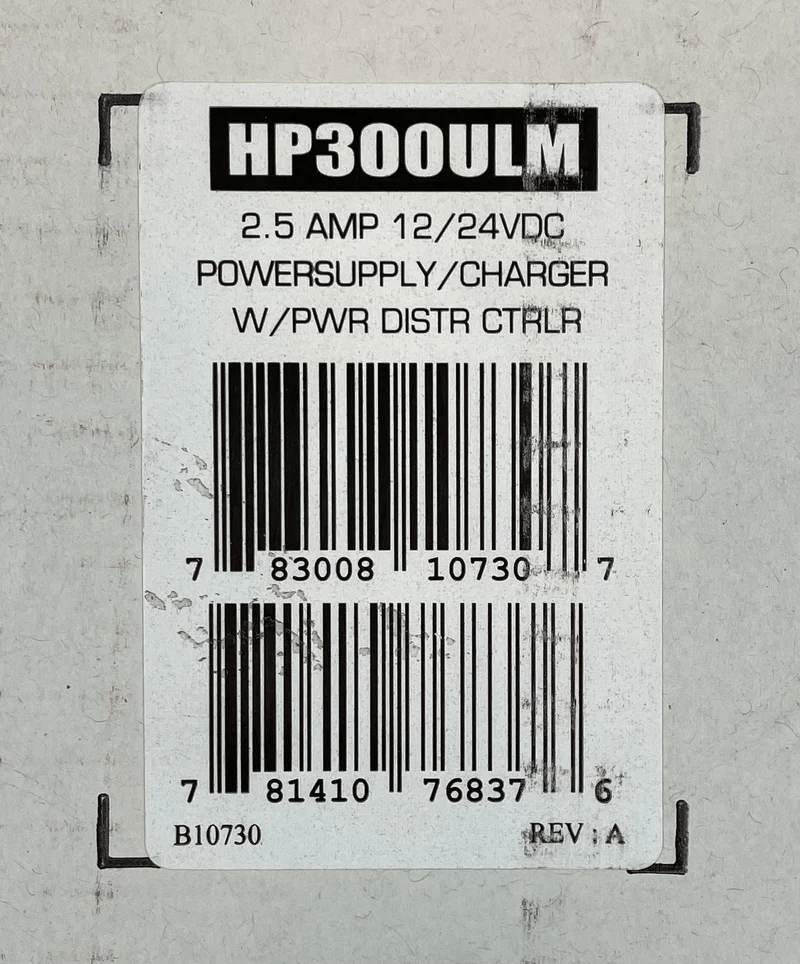 HP300ULM
2.5 AMP 12/24VDC
POWERSUPPLY/CHARGER
W/PWR DISTR CTRLR
7 83008 10730 7
7 81410 76837 6
B10730 REV : A